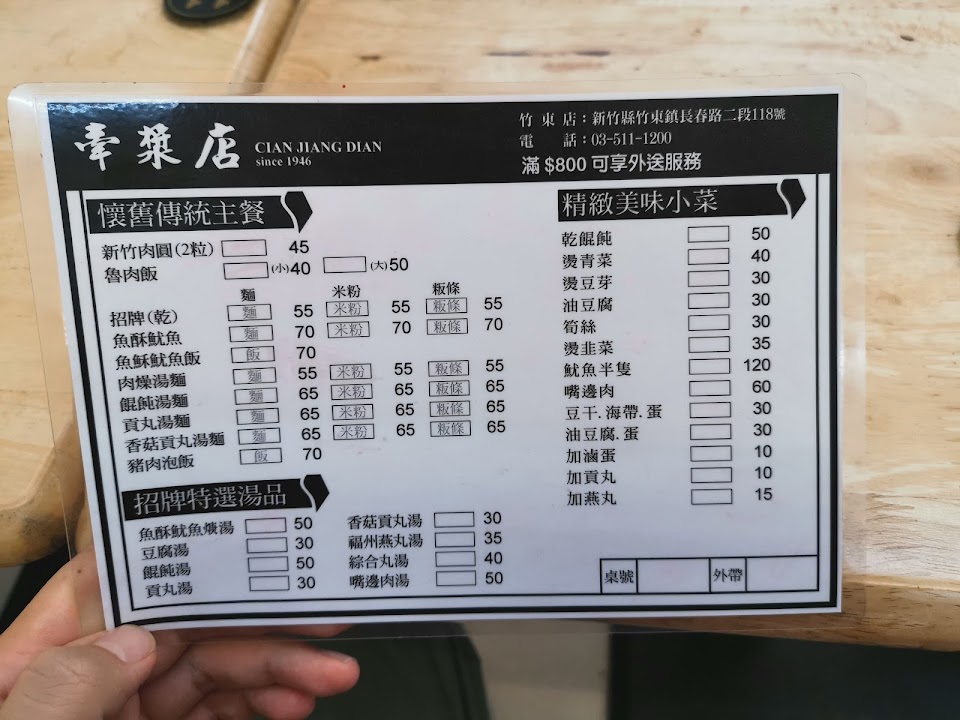 牽漿店 CIAN JIANG DIAN
since 1946
竹東店：新竹縣竹東鎮長春路二段118號
電話：03-511-1200
滿 $800 可享外送服務
懷舊傳統主餐
新竹肉圓(2粒) 45
魯肉飯 (小)40 (大)50
麵 米粉 粄條
招牌(乾) 麵 55 米粉 55 粄條 55
魚酥魷魚 麵 70 米粉 70 粄條 70
魚酥魷魚飯 飯 70
肉燥湯麵 麵 55 米粉 55 粄條 55
餛飩湯麵 麵 65 米粉 65 粄條 65
貢丸湯麵 麵 65 米粉 65 粄條 65
香菇貢丸湯麵 麵 65 米粉 65 粄條 65
豬肉泡飯 飯 70
招牌特選湯品
魚酥魷魚焿湯 50
豆腐湯 30
餛飩湯 50
貢丸湯 30
香菇貢丸湯 30
福州燕丸湯 35
綜合丸湯 40
嘴邊肉湯 50
精緻美味小菜
乾餛飩 50
燙青菜 40
燙豆芽 30
油豆腐 30
筍絲 30
燙韭菜 35
魷魚半隻 120
嘴邊肉 60
豆干.海帶.蛋 30
油豆腐.蛋 30
加滷蛋 10
加貢丸 10
加燕丸 15
桌號 外帶